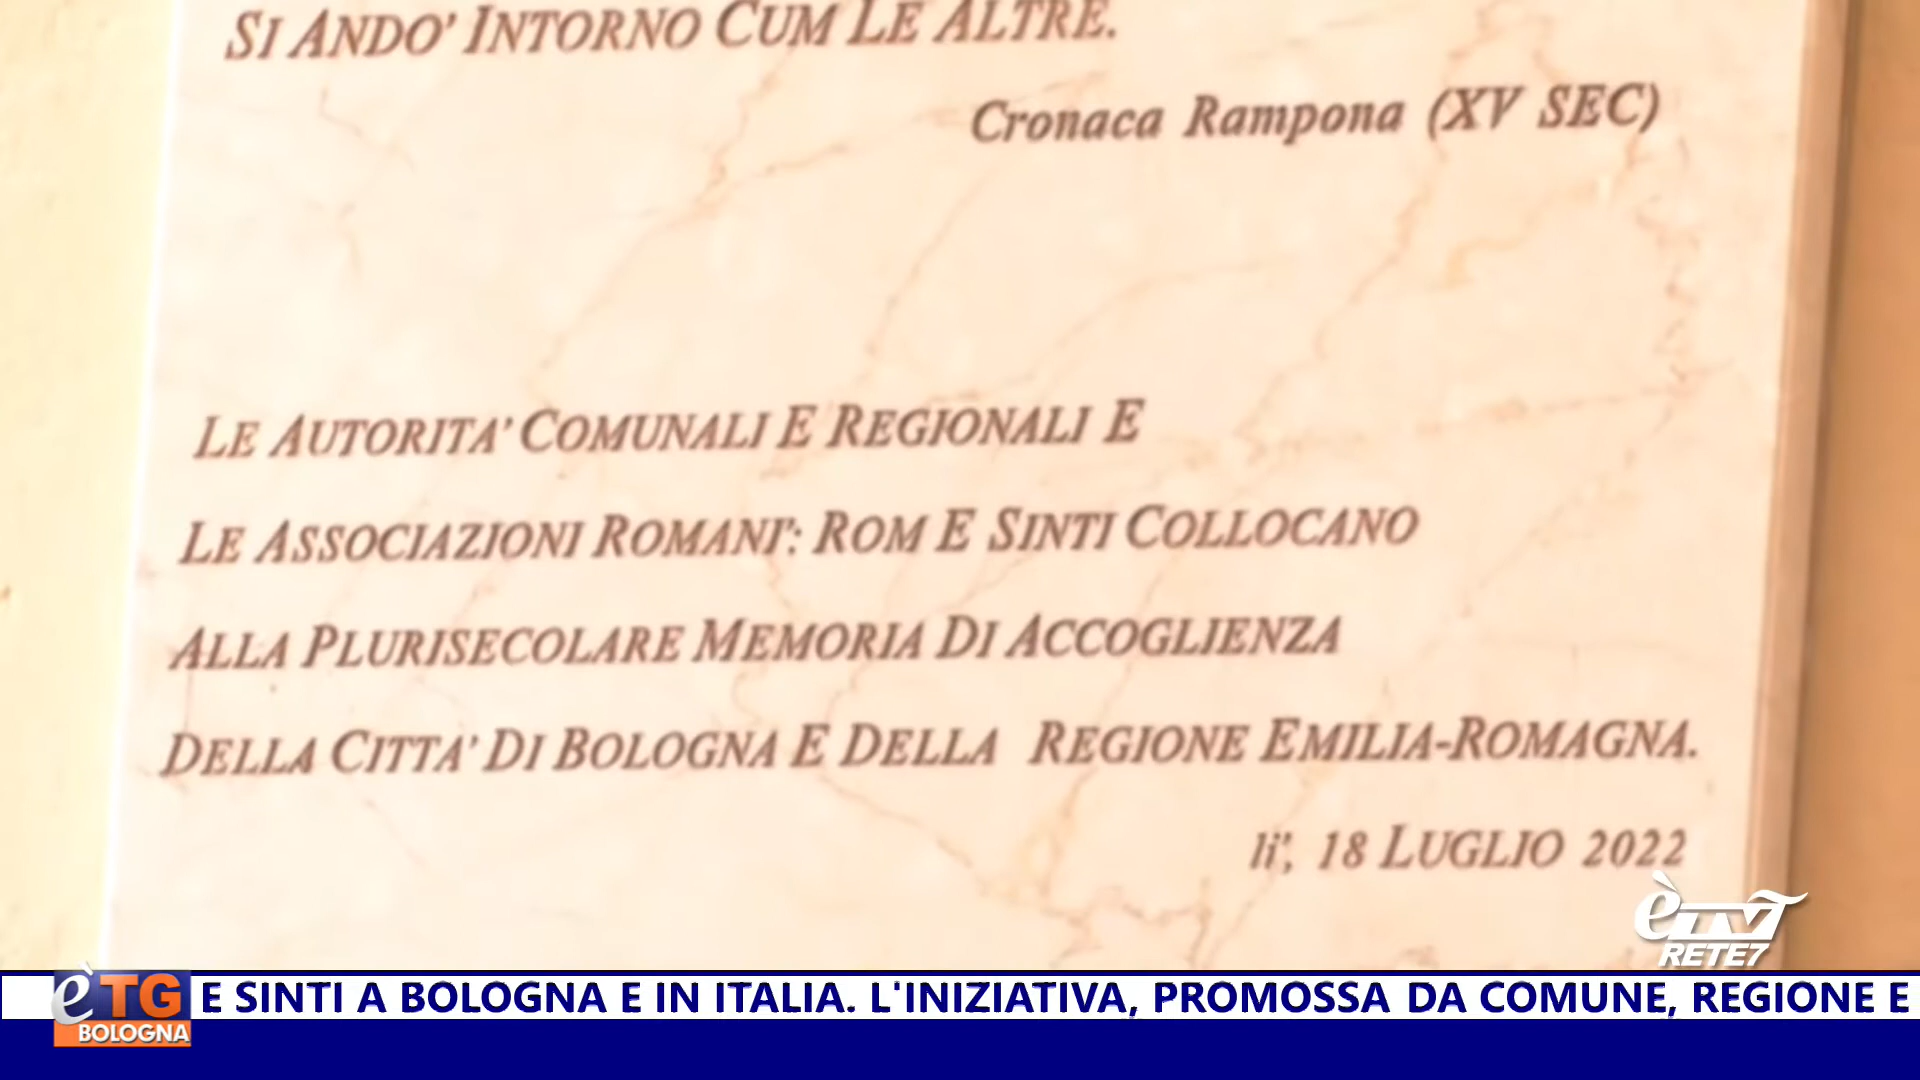 SI ANDO' INTORNO CUM LE ALTRE.
Cronaca Rampona (XV SEC)
LE AUTORITA' COMUNALI E REGIONALI E
LE ASSOCIAZIONI ROMANI': ROM E SINTI COLLOCANO
ALLA PLURISECOLARE MEMORIA DI ACCOGLIENZA
DELLA CITTA' DI BOLOGNA E DELLA REGIONE EMILIA-ROMAGNA.
li', 18 LUGLIO 2022
èTV
RETE7
èTG
BOLOGNA
E SINTI A BOLOGNA E IN ITALIA. L'INIZIATIVA, PROMOSSA DA COMUNE, REGIONE E